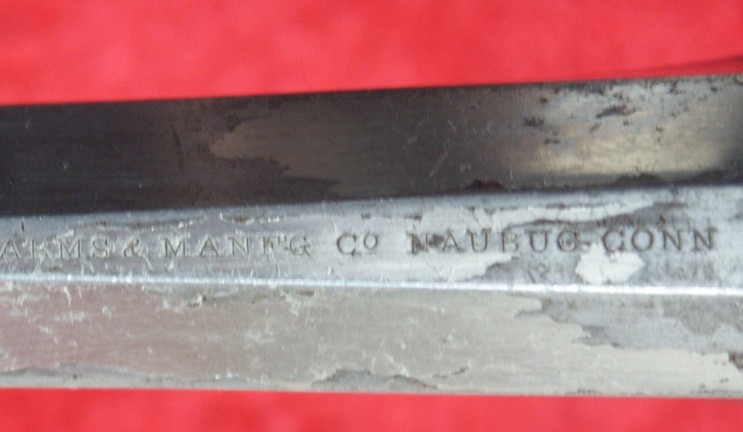 ARMS & MANF'G Cº NAUBUC CONN